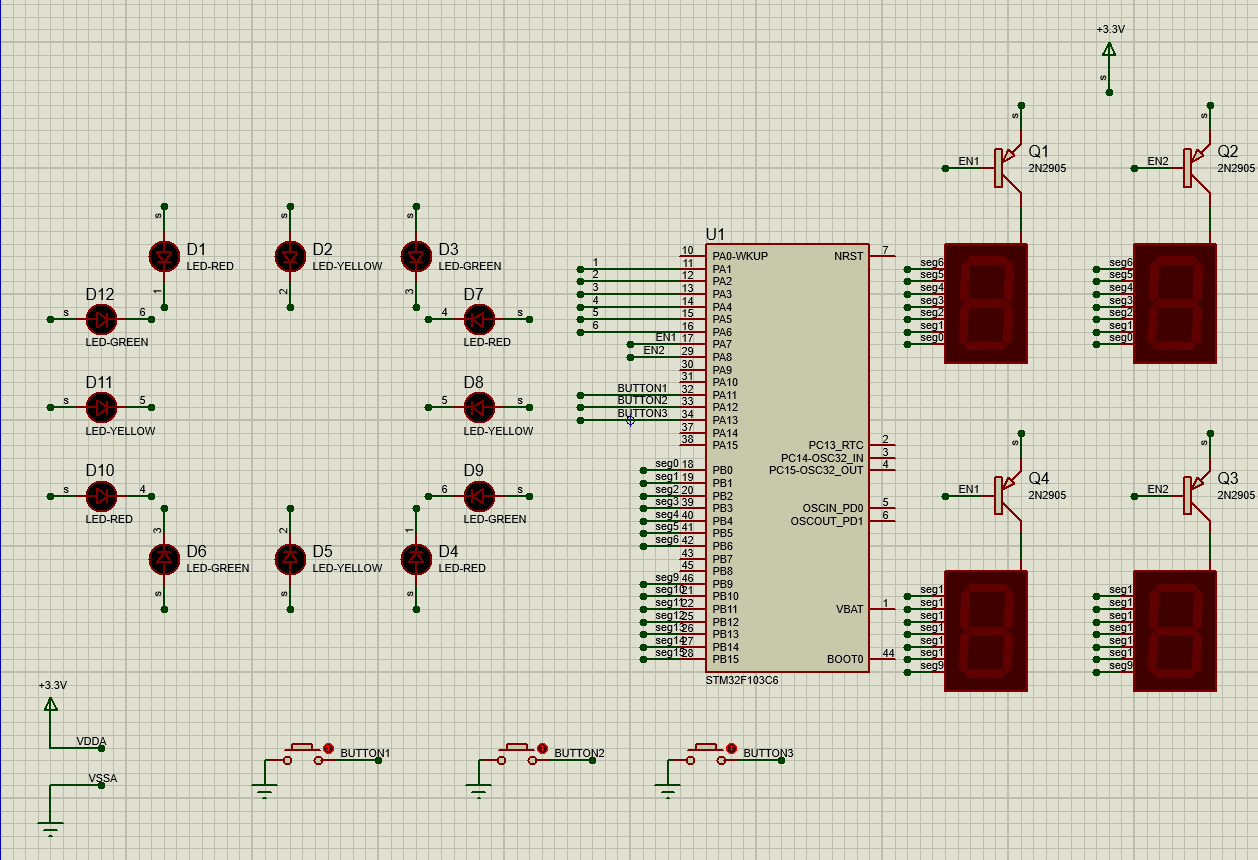 +3.3V
s
s
s
EN1
Q1
2N2905
EN2
Q2
2N2905
s
D1
LED-RED
1
s
D2
LED-YELLOW
2
s
D3
LED-GREEN
3
D12
s
6
LED-GREEN
D7
4
s
LED-RED
D11
s
5
LED-YELLOW
D8
5
s
LED-YELLOW
D10
s
4
LED-RED
D9
6
s
LED-GREEN
3
D6
LED-GREEN
s
2
D5
LED-YELLOW
s
1
D4
LED-RED
s
U1
10 PA0-WKUP NRST 7
1 11 PA1
2 12 PA2
3 13 PA3
4 14 PA4
5 15 PA5
6 16 PA6
EN1 17 PA7
EN2 29 PA8
30 PA9
31 PA10
BUTTON1 32 PA11
BUTTON2 33 PA12
BUTTON3 34 PA13
37 PA14
38 PA15
PC13_RTC 2
PC14-OSC32_IN 3
PC15-OSC32_OUT 4
seg0 18 PB0
seg1 19 PB1
seg2 20 PB2
seg3 39 PB3
OSCIN_PD0 5
seg4 40 PB4
OSCOUT_PD1 6
seg5 41 PB5
seg6 42 PB6
43 PB7
45 PB8
seg9 46 PB9
seg10 21 PB10
seg11 22 PB11
VBAT 1
seg12 25 PB12
seg13 26 PB13
seg14 27 PB14
seg15 28 PB15
BOOT0 44
STM32F103C6
seg6
seg5
seg4
seg3
seg2
seg1
seg0
seg6
seg5
seg4
seg3
seg2
seg1
seg0
s
EN1
Q4
2N2905
s
EN2
Q3
2N2905
seg1
seg1
seg1
seg1
seg1
seg1
seg9
seg1
seg1
seg1
seg1
seg1
seg1
seg9
+3.3V
VDDA
VSSA
BUTTON1
BUTTON2
BUTTON3